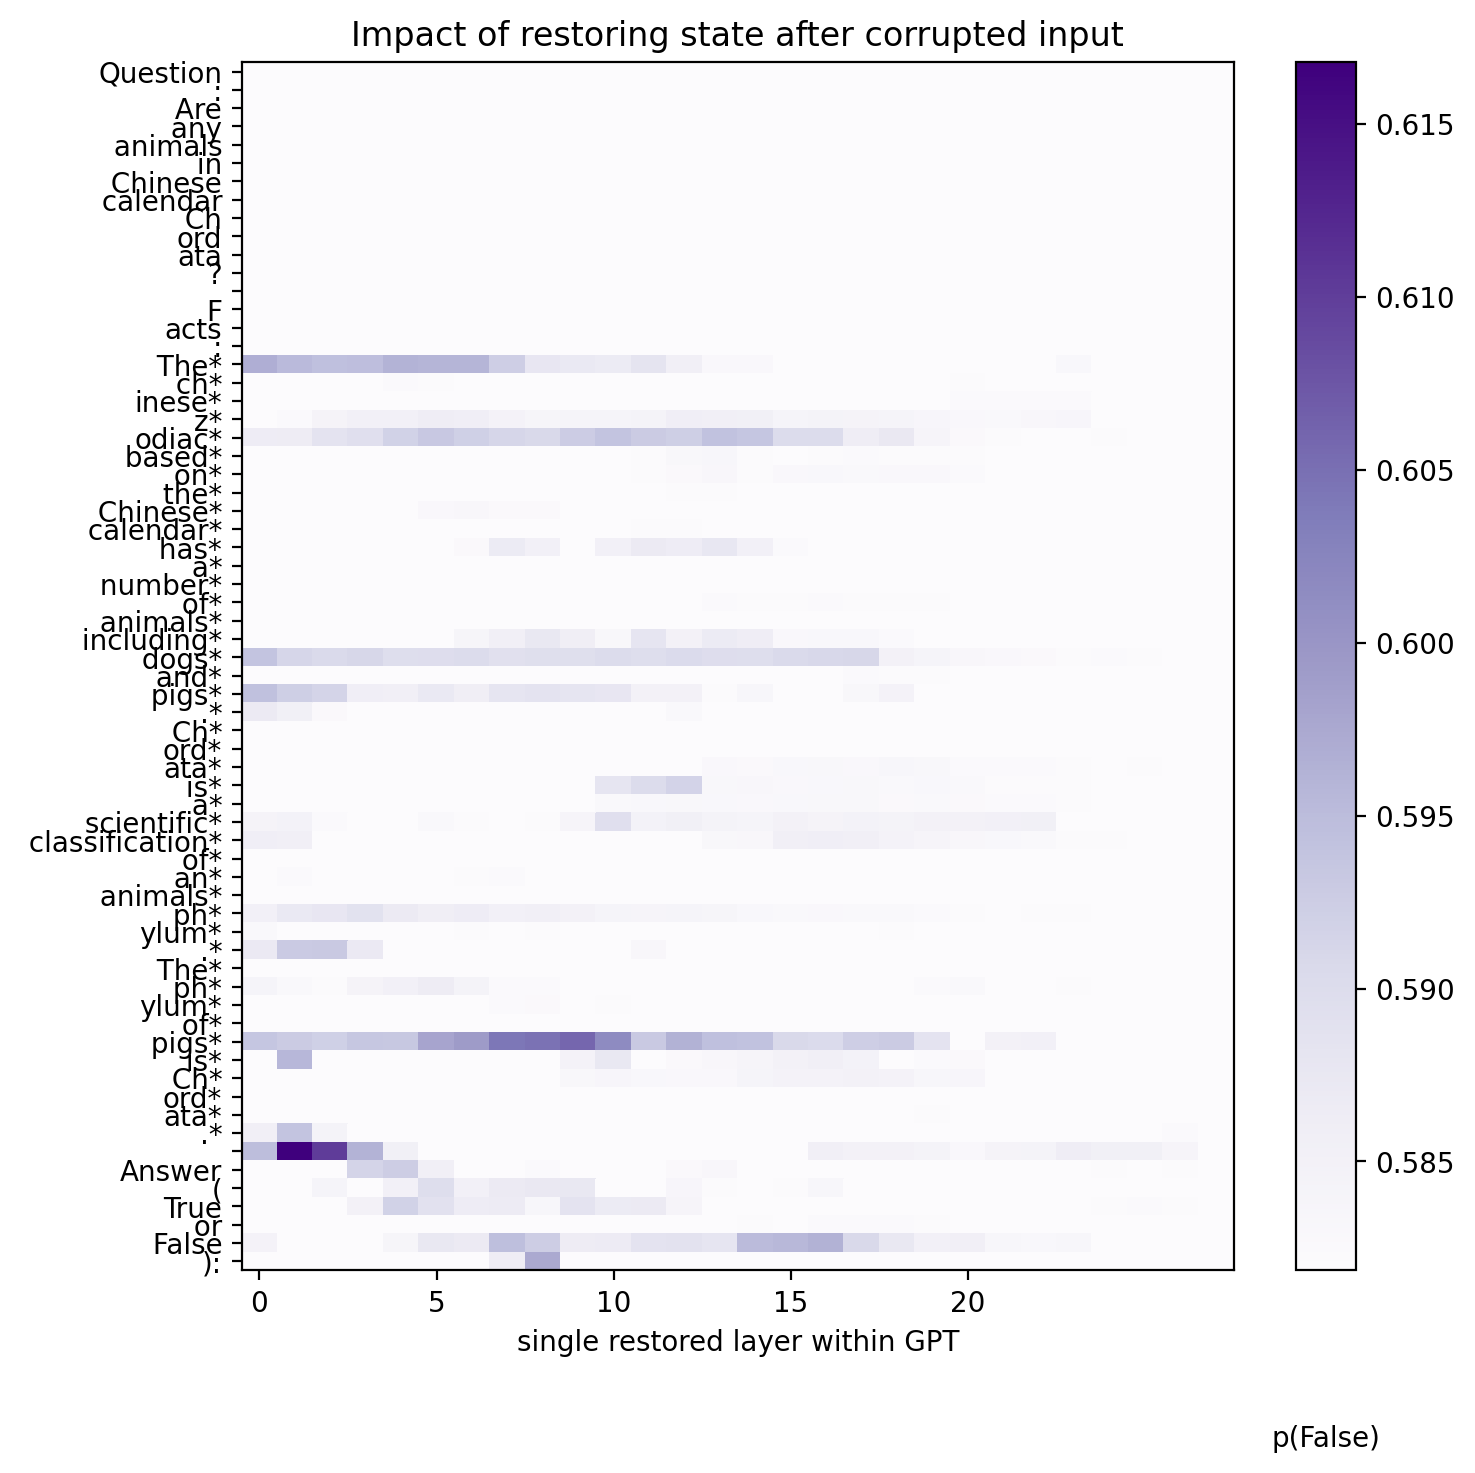 Impact of restoring state after corrupted input
Question
:
Are
any
animals
in
Chinese
calendar
Ch
ord
ata
?
F
acts
:
The*
ch*
inese*
z*
odiac*
based*
on*
the*
Chinese*
calendar*
has*
a*
number*
of*
animals*
including*
dogs*
and*
pigs*
.*
Ch*
ord*
ata*
is*
a*
scientific*
classification*
of*
an*
animals*
ph*
ylum*
.*
The*
ph*
ylum*
of*
pigs*
is*
Ch*
ord*
ata*
.*
Answer
(
True
or
False
):
0 5 10 15 20
single restored layer within GPT
0.615
0.610
0.605
0.600
0.595
0.590
0.585
p(False)